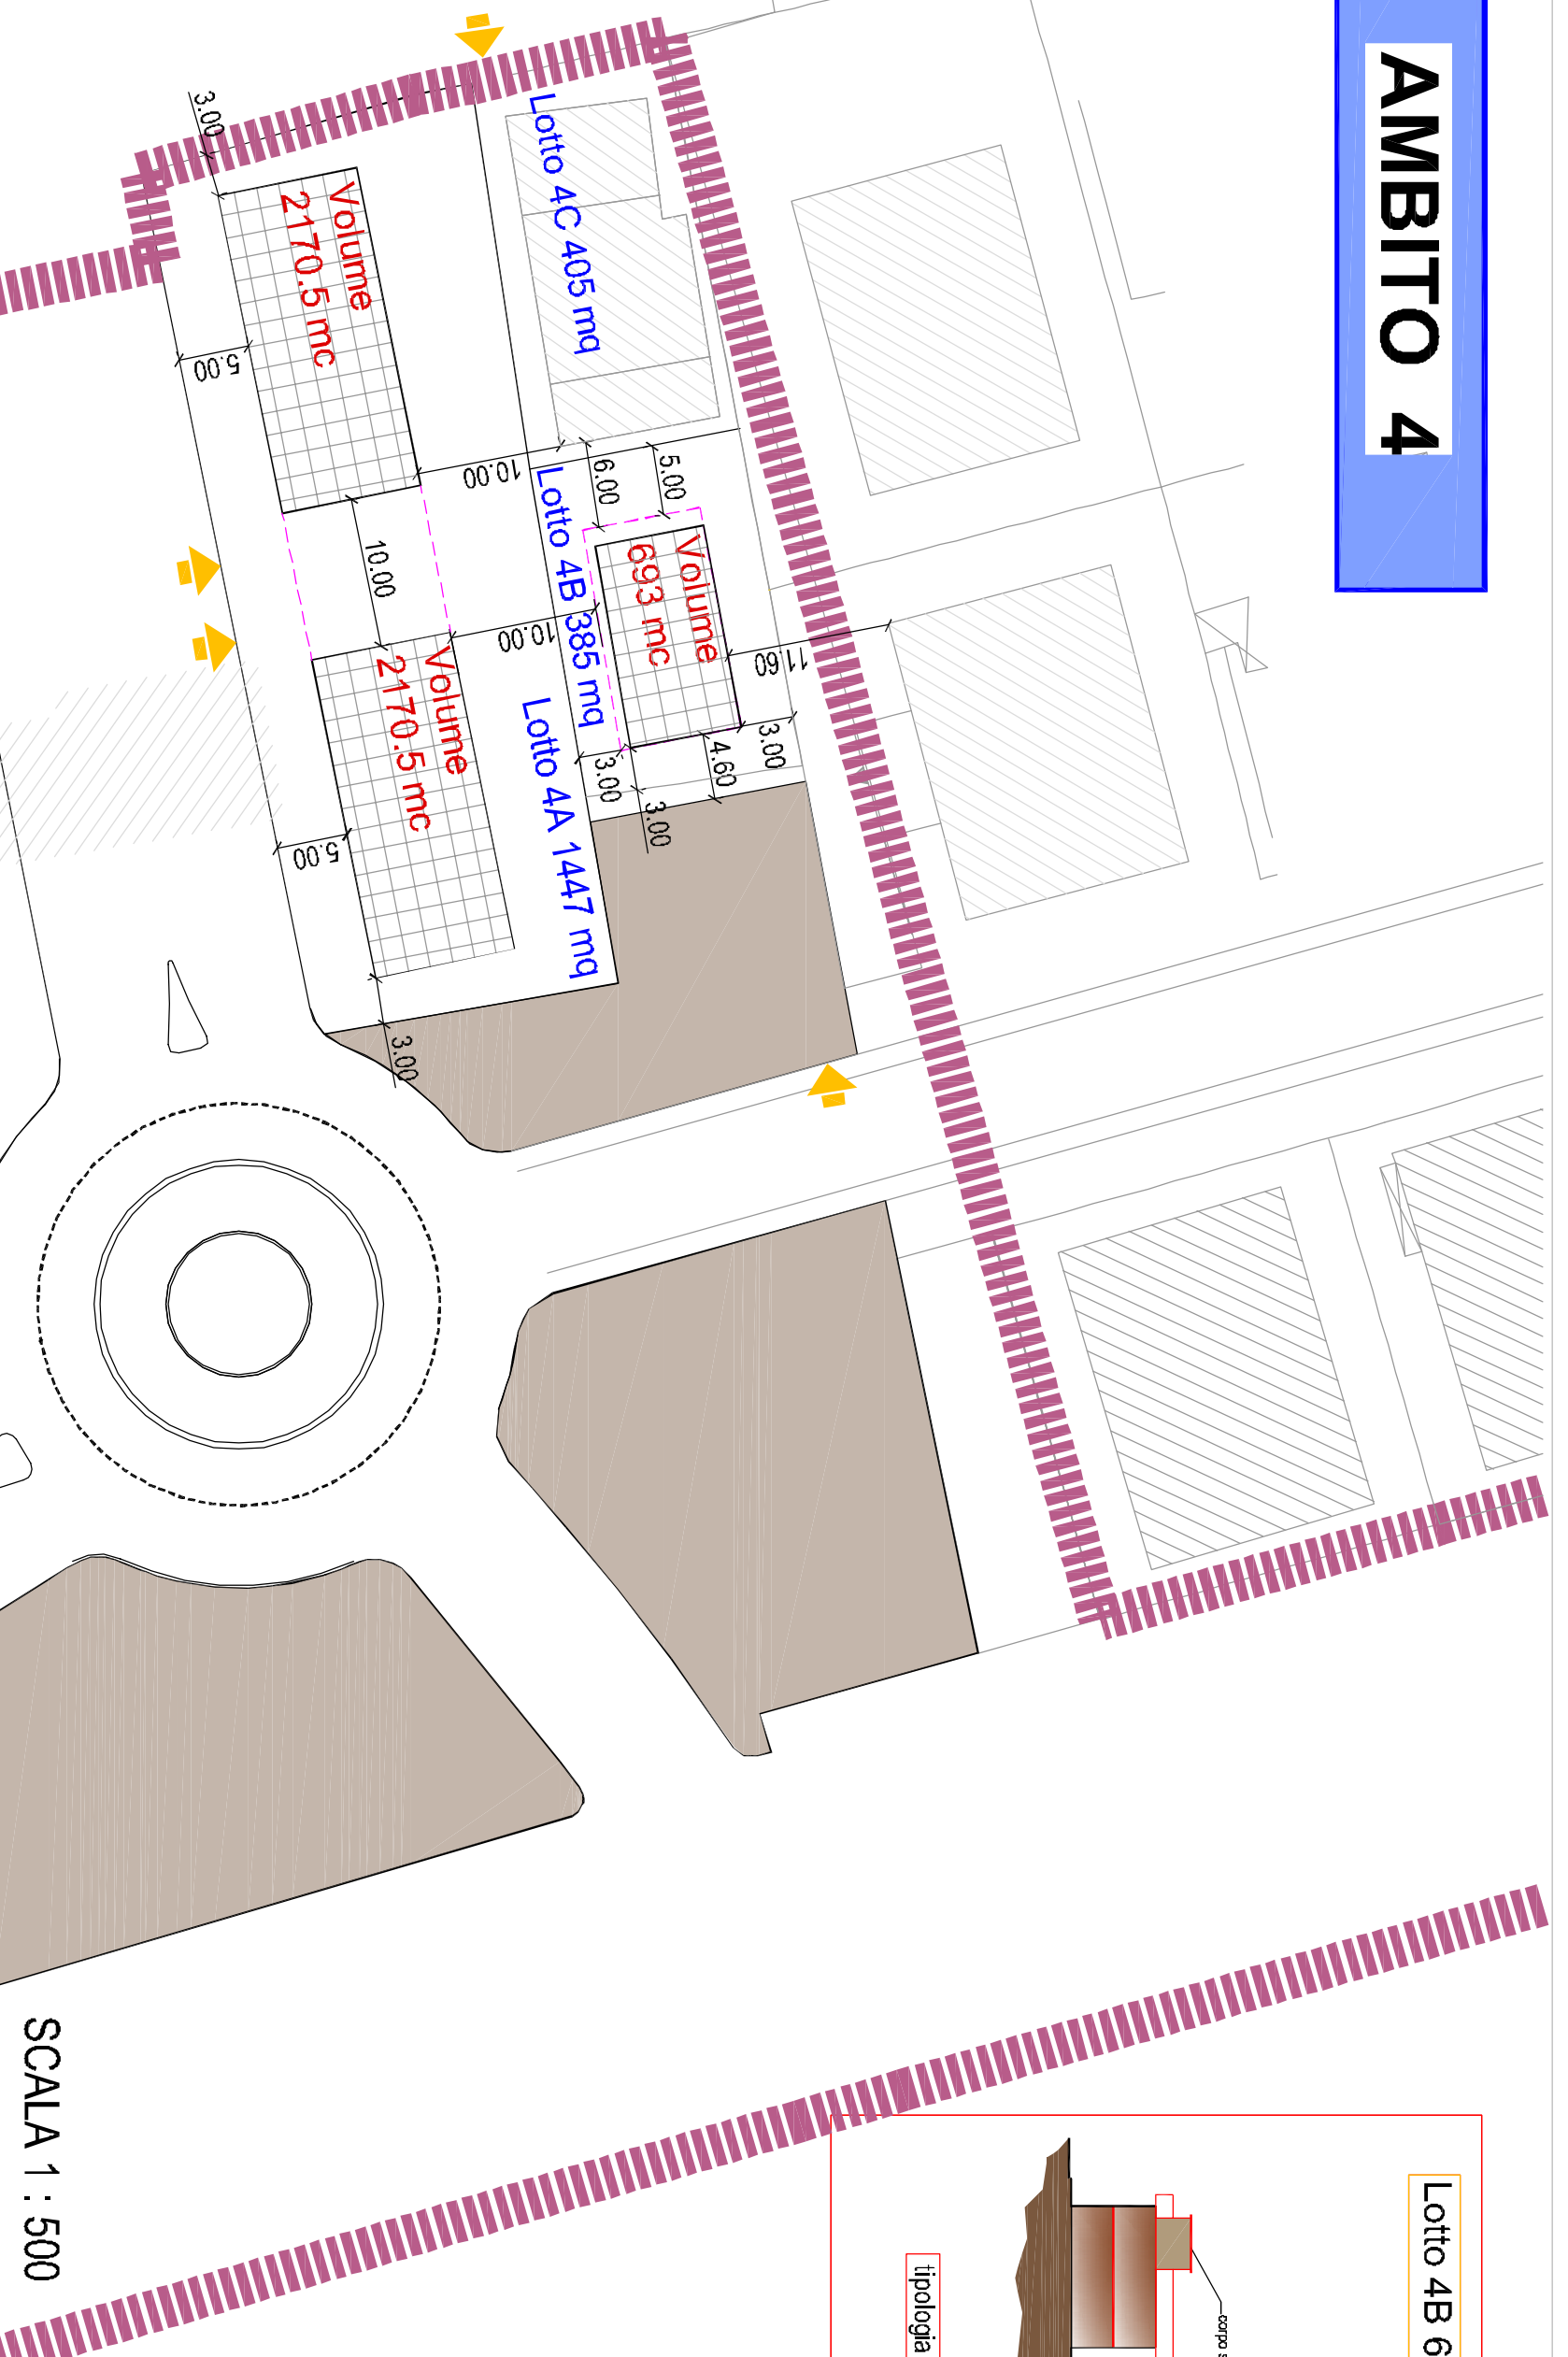 AMBITO 4
Lotto 4C 405 mq
3.00
Volume
2170.5 mc
5.00
10.00
6.00
5.00
Lotto 4B 385 mq
Volume
693 mc
10.00
10.00
11.60
Volume
2170.5 mc
Lotto 4A 1447 mq
3.00
4.60
3.00
3.00
5.00
3.00
SCALA 1 : 500
Lotto 4B 6
tipologia
corpo s